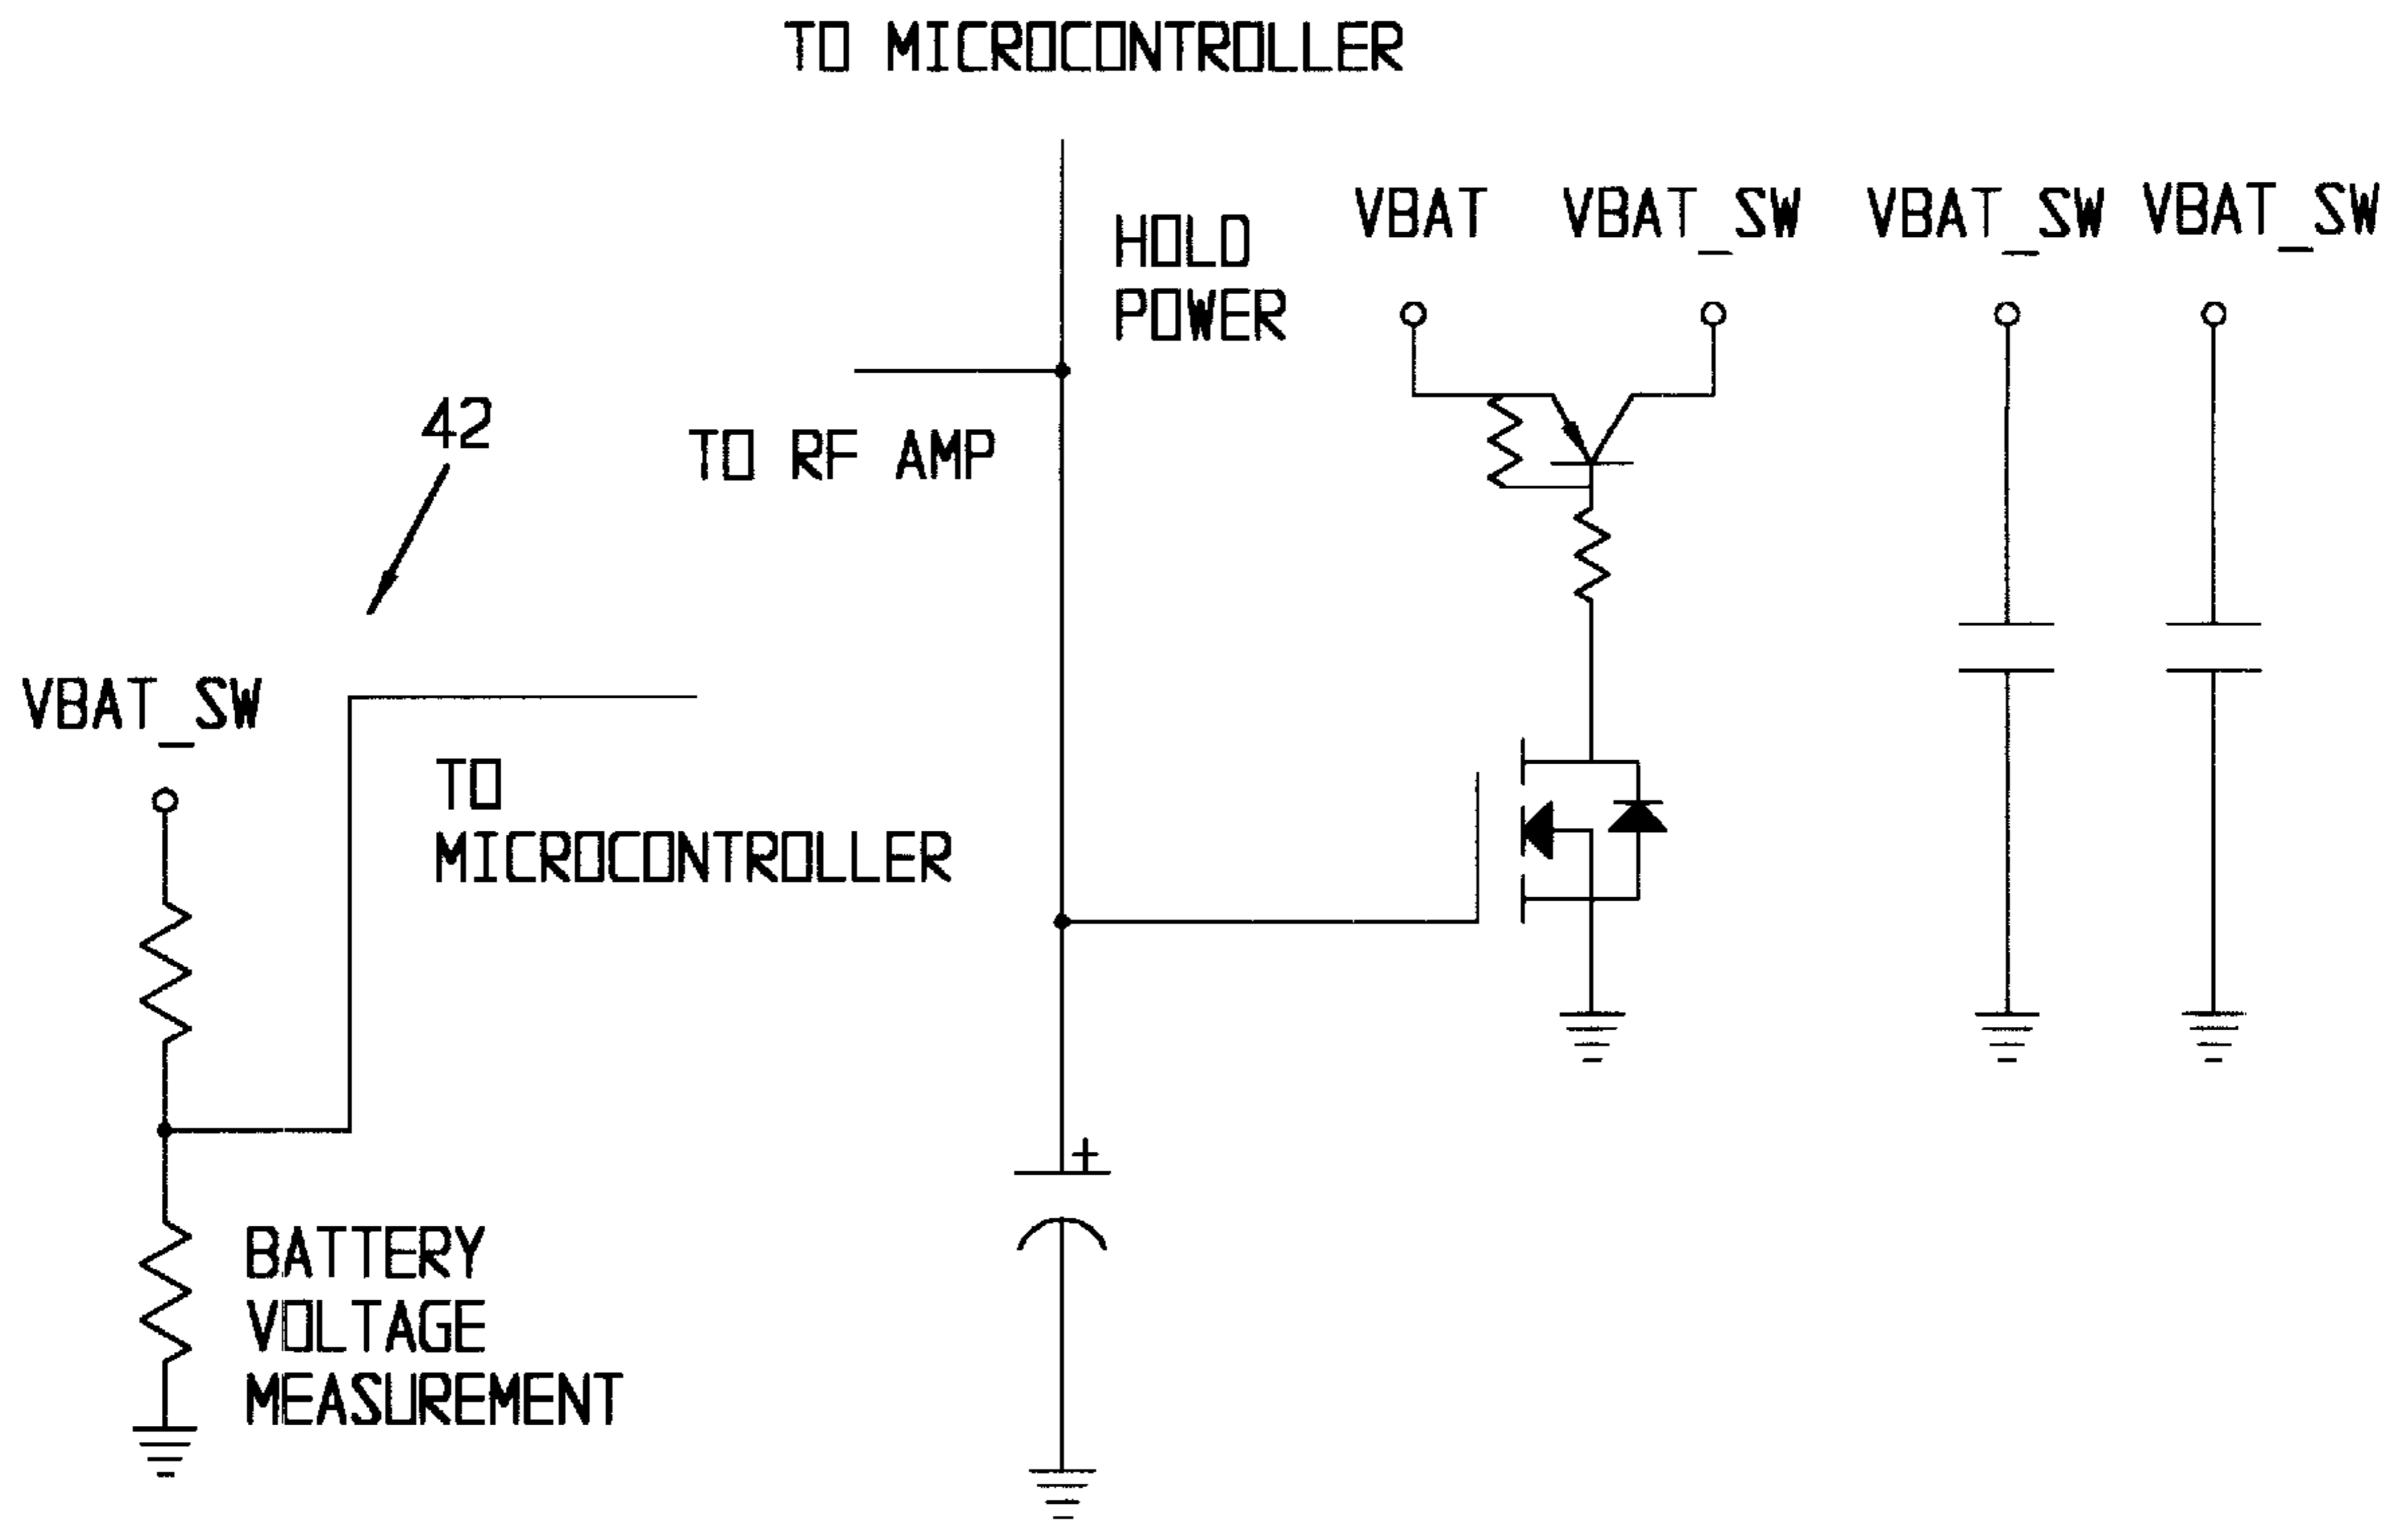 TO MICROCONTROLLER
HOLD
POWER
VBAT
VBAT_SW
VBAT_SW
VBAT_SW
TO RF AMP
42
VBAT_SW
TO
MICROCONTROLLER
+
BATTERY
VOLTAGE
MEASUREMENT